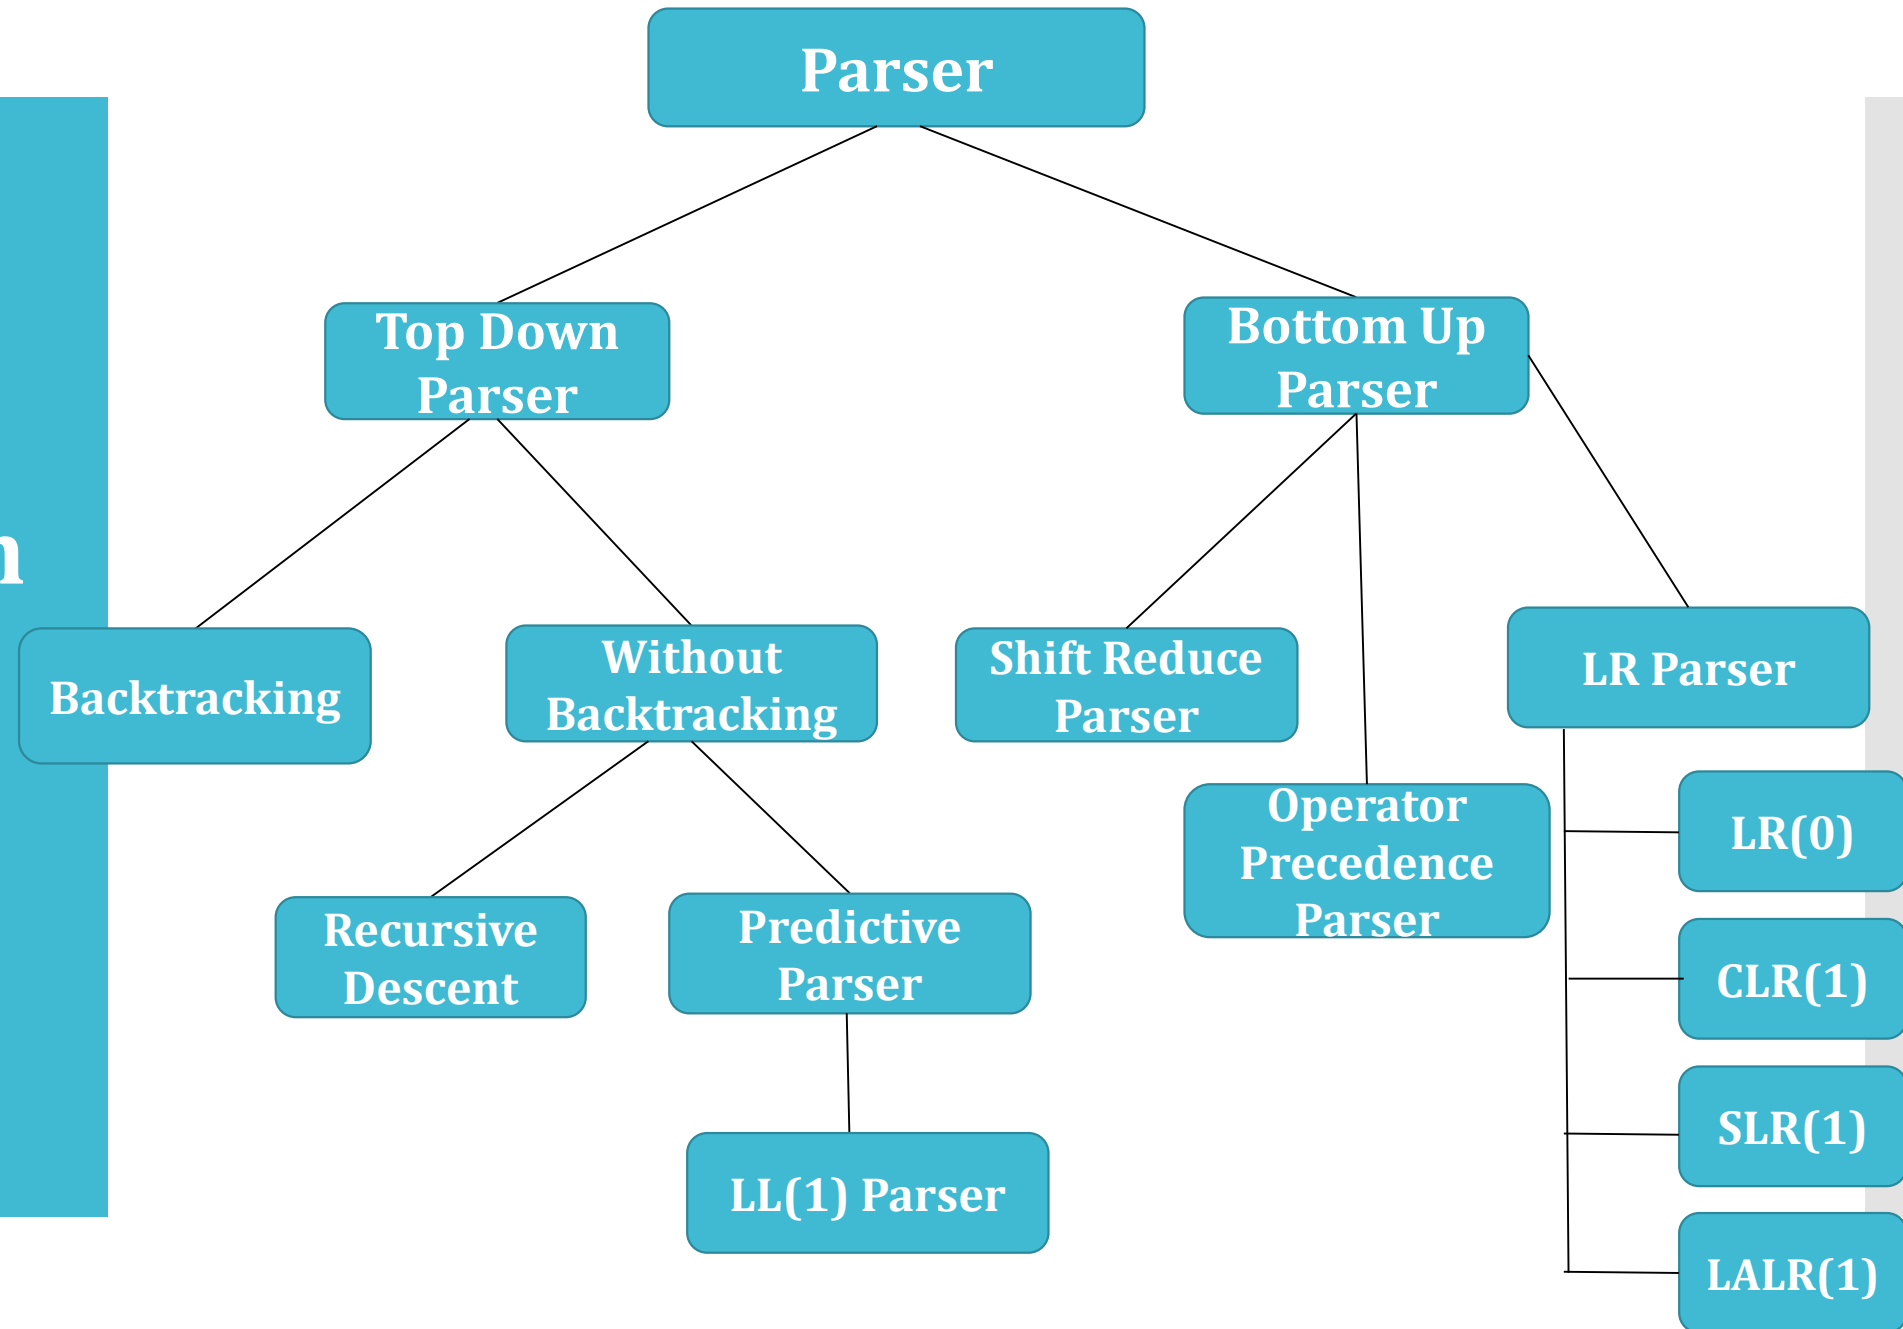 Parser
Top Down
Parser
Bottom Up
Parser
n
Backtracking
Without
Backtracking
Shift Reduce
Parser
LR Parser
Operator
Precedence
Parser
LR(0)
Recursive
Descent
Predictive
Parser
CLR(1)
SLR(1)
LL(1) Parser
LALR(1)